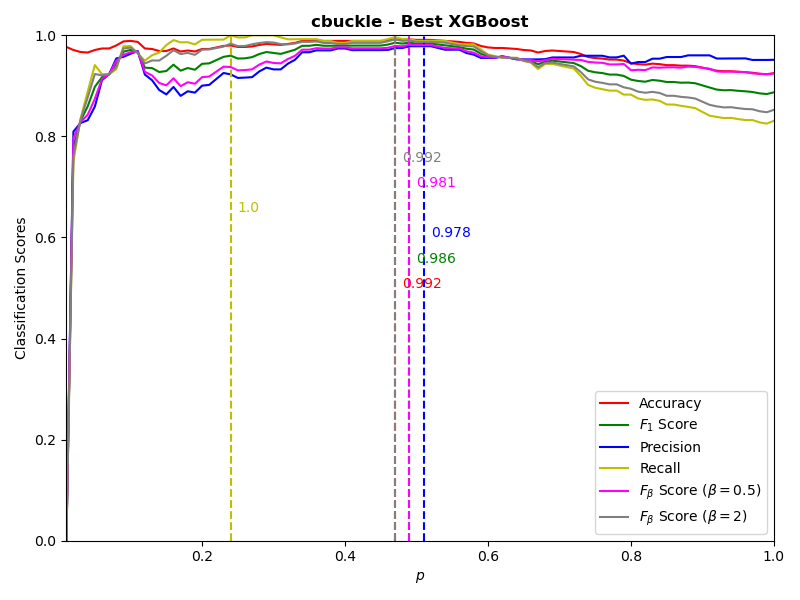 cbuckle - Best XGBoost
1.0
0.8
0.6
0.4
0.2
0.0
Classification Scores
0.992
0.981
1.0
0.978
0.986
0.992
Accuracy
F₁ Score
Precision
Recall
Fᵦ Score (β = 0.5)
Fᵦ Score (β = 2)
0.2 0.4 0.6 0.8 1.0
p